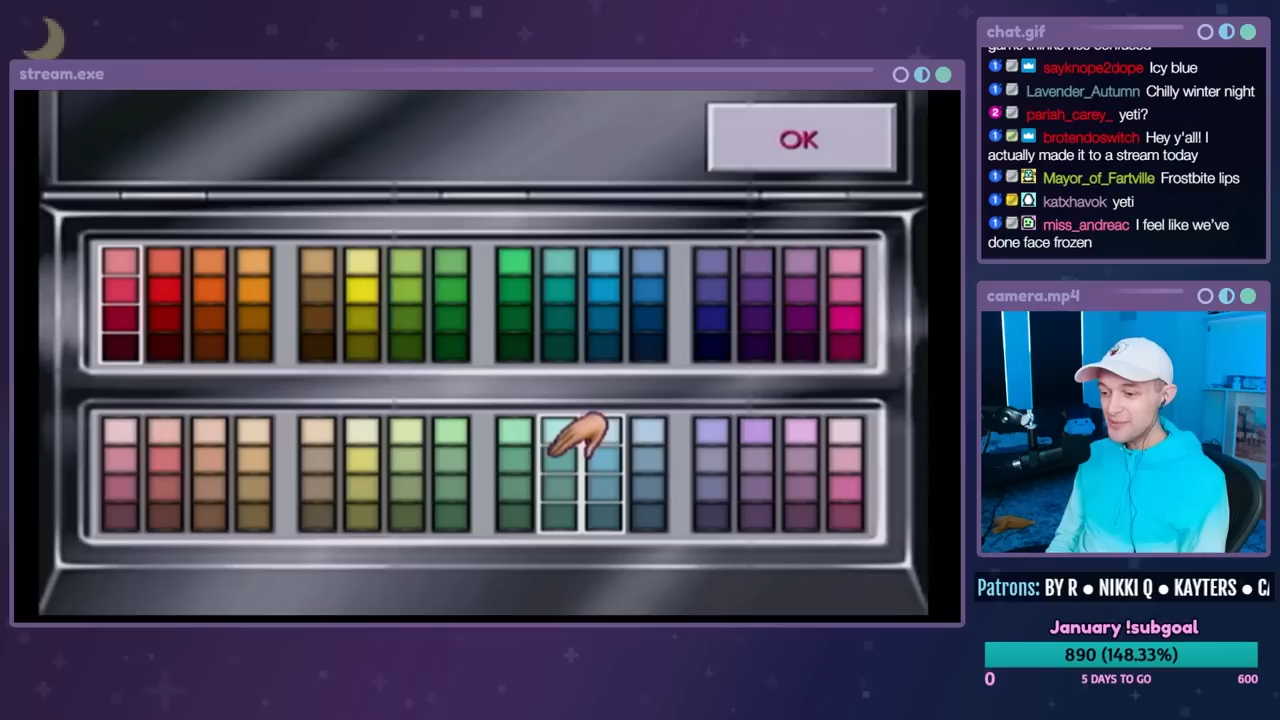 stream.exe
OK
chat.gif
sayknope2dope Icy blue
Lavender_Autumn Chilly winter night
pariah_carey_ yeti?
brotendoswitch Hey y'all! I
actually made it to a stream today
Mayor_of_Fartville Frostbite lips
katxhavok yeti
miss_andreac I feel like we've
done face frozen
camera.mp4
Patrons: BY R ● NIKKI Q ● KAYTERS ●
January !subgoal
890 (148.33%)
0 5 DAYS TO GO 600